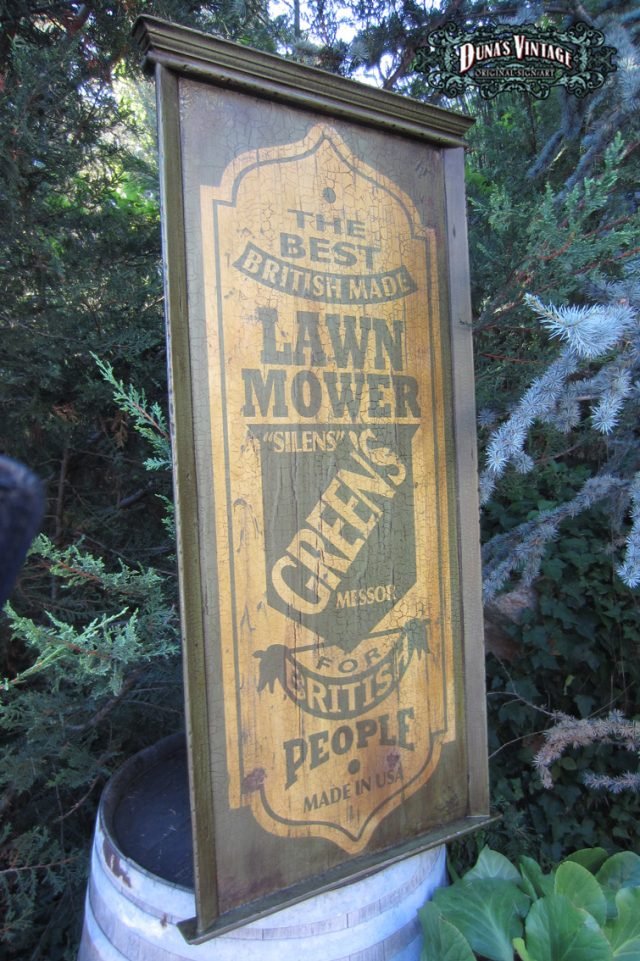 DUNA'S VINTAGE
ORIGINAL·SIGN·ART
THE
BEST
BRITISH MADE
LAWN
MOWER
"SILENS"
GREENS
MESSOR
FOR
BRITISH
PEOPLE
MADE IN USA